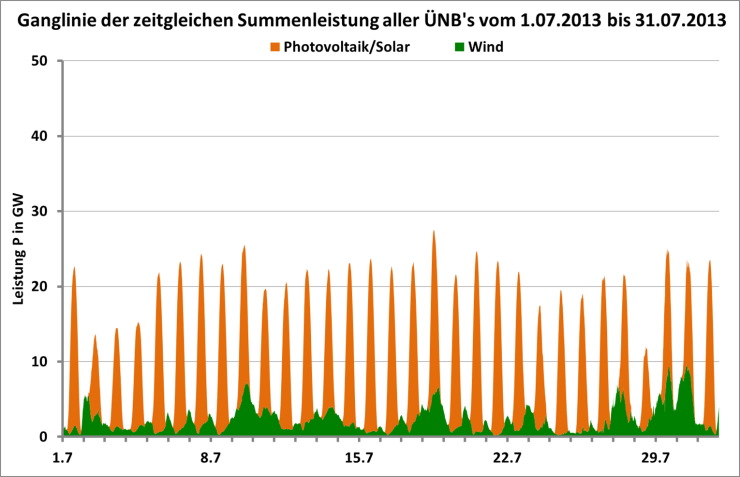 Ganglinie der zeitgleichen Summenleistung aller ÜNB's vom 1.07.2013 bis 31.07.2013
Photovoltaik/Solar Wind
50
40
30
20
10
0
Leistung P in GW
1.7 8.7 15.7 22.7 29.7